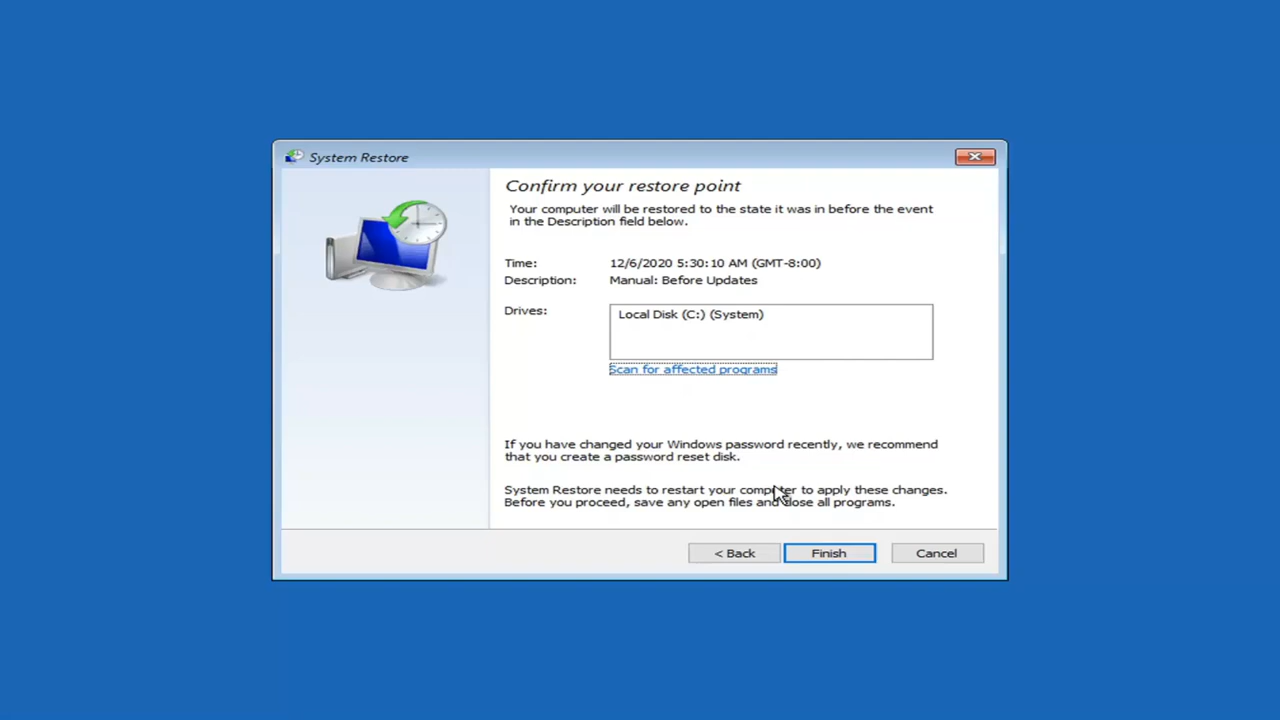 System Restore
Confirm your restore point
Your computer will be restored to the state it was in before the event
in the Description field below.
Time: 12/6/2020 5:30:10 AM (GMT-8:00)
Description: Manual: Before Updates
Drives: Local Disk (C:) (System)
Scan for affected programs
If you have changed your Windows password recently, we recommend
that you create a password reset disk.
System Restore needs to restart your computer to apply these changes.
Before you proceed, save any open files and close all programs.
< Back Finish Cancel